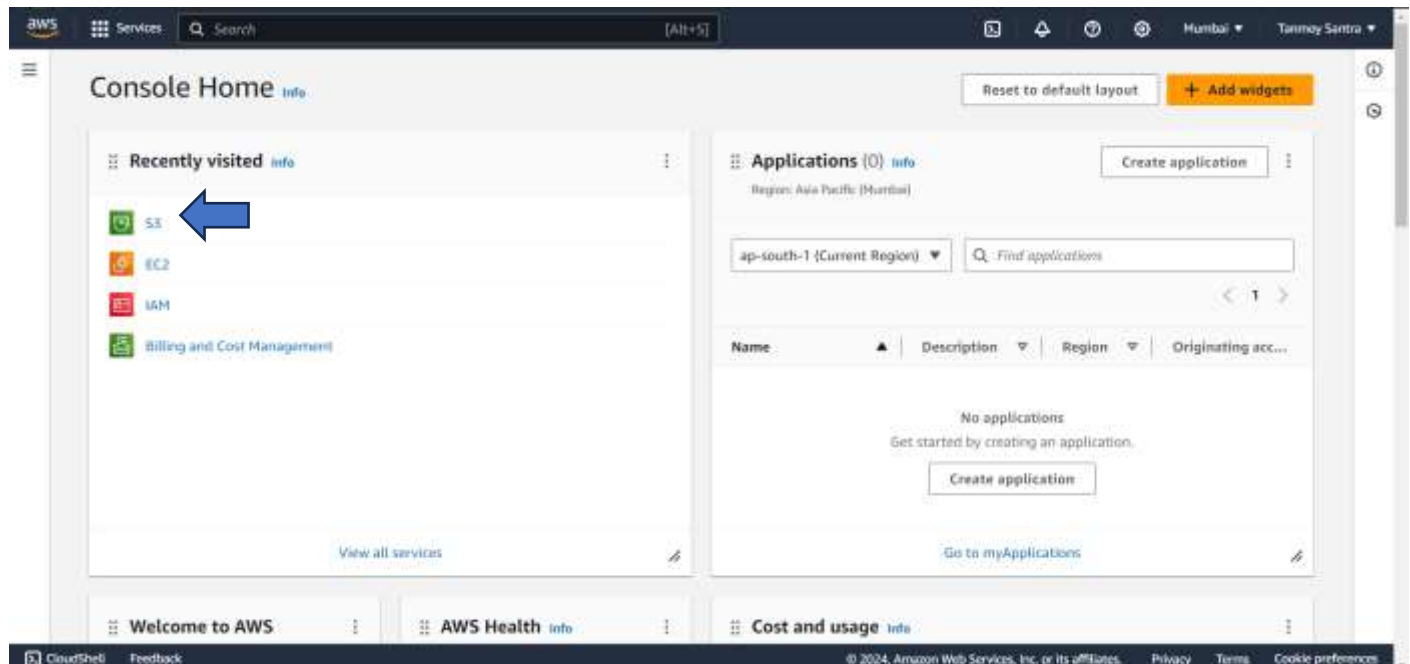 aws Services Search [Alt+S] Mumbai Tanmoy Santra
Console Home Info
Reset to default layout
+ Add widgets
Recently visited Info
S3
EC2
IAM
Billing and Cost Management
View all services
Applications (0) Info
Create application
Region: Asia Pacific (Mumbai)
ap-south-1 (Current Region)
Find applications
1
Name Description Region Originating acc...
No applications
Get started by creating an application.
Create application
Go to myApplications
Welcome to AWS
AWS Health Info
Cost and usage Info
CloudShell Feedback © 2024, Amazon Web Services, Inc. or its affiliates. Privacy Terms Cookie preferences